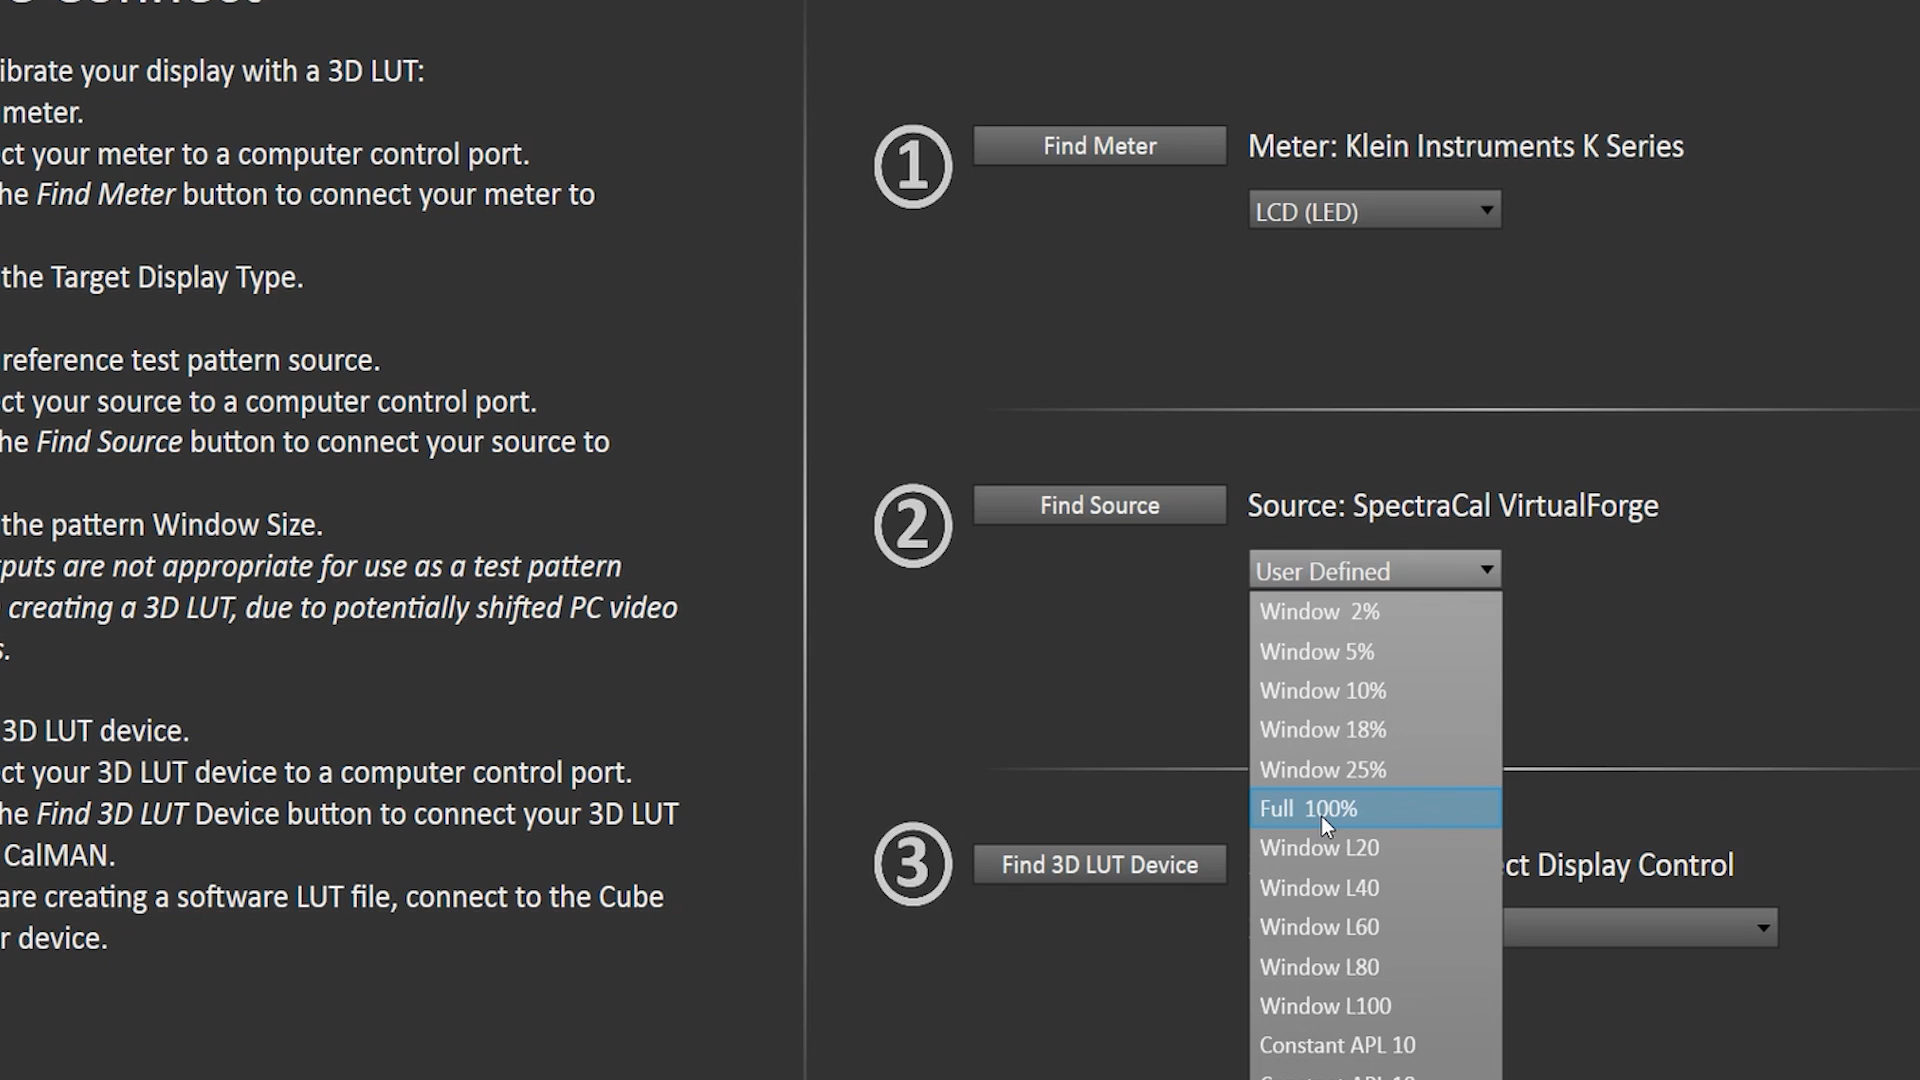 ibrate your display with a 3D LUT:
meter.
ct your meter to a computer control port.
he Find Meter button to connect your meter to
the Target Display Type.
reference test pattern source.
ct your source to a computer control port.
he Find Source button to connect your source to
the pattern Window Size.
puts are not appropriate for use as a test pattern
creating a 3D LUT, due to potentially shifted PC video
s.
3D LUT device.
ct your 3D LUT device to a computer control port.
he Find 3D LUT Device button to connect your 3D LUT
CalMAN.
are creating a software LUT file, connect to the Cube
r device.
1
Find Meter
Meter: Klein Instruments K Series
LCD (LED)
2
Find Source
Source: SpectraCal VirtualForge
User Defined
Window 2%
Window 5%
Window 10%
Window 18%
Window 25%
Full 100%
Window L20
Window L40
Window L60
Window L80
Window L100
Constant APL 10
3
Find 3D LUT Device
ct Display Control